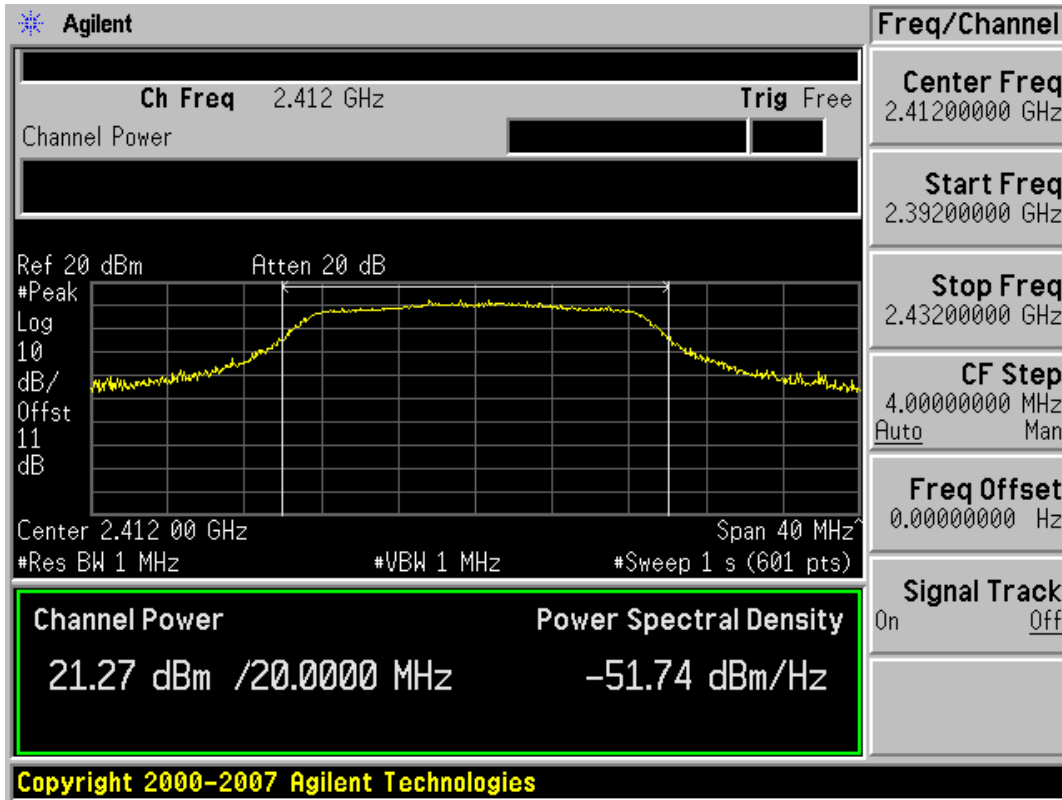 Agilent
Ch Freq 2.412 GHz Trig Free
Channel Power
Ref 20 dBm Atten 20 dB
#Peak
Log
10
dB/
Offst
11
dB
Center 2.412 00 GHz Span 40 MHz^
#Res BW 1 MHz #VBW 1 MHz #Sweep 1 s (601 pts)
Channel Power Power Spectral Density
21.27 dBm /20.0000 MHz -51.74 dBm/Hz
Copyright 2000-2007 Agilent Technologies
Freq/Channel
Center Freq
2.41200000 GHz
Start Freq
2.39200000 GHz
Stop Freq
2.43200000 GHz
CF Step
4.00000000 MHz
Auto Man
Freq Offset
0.00000000 Hz
Signal Track
On Off